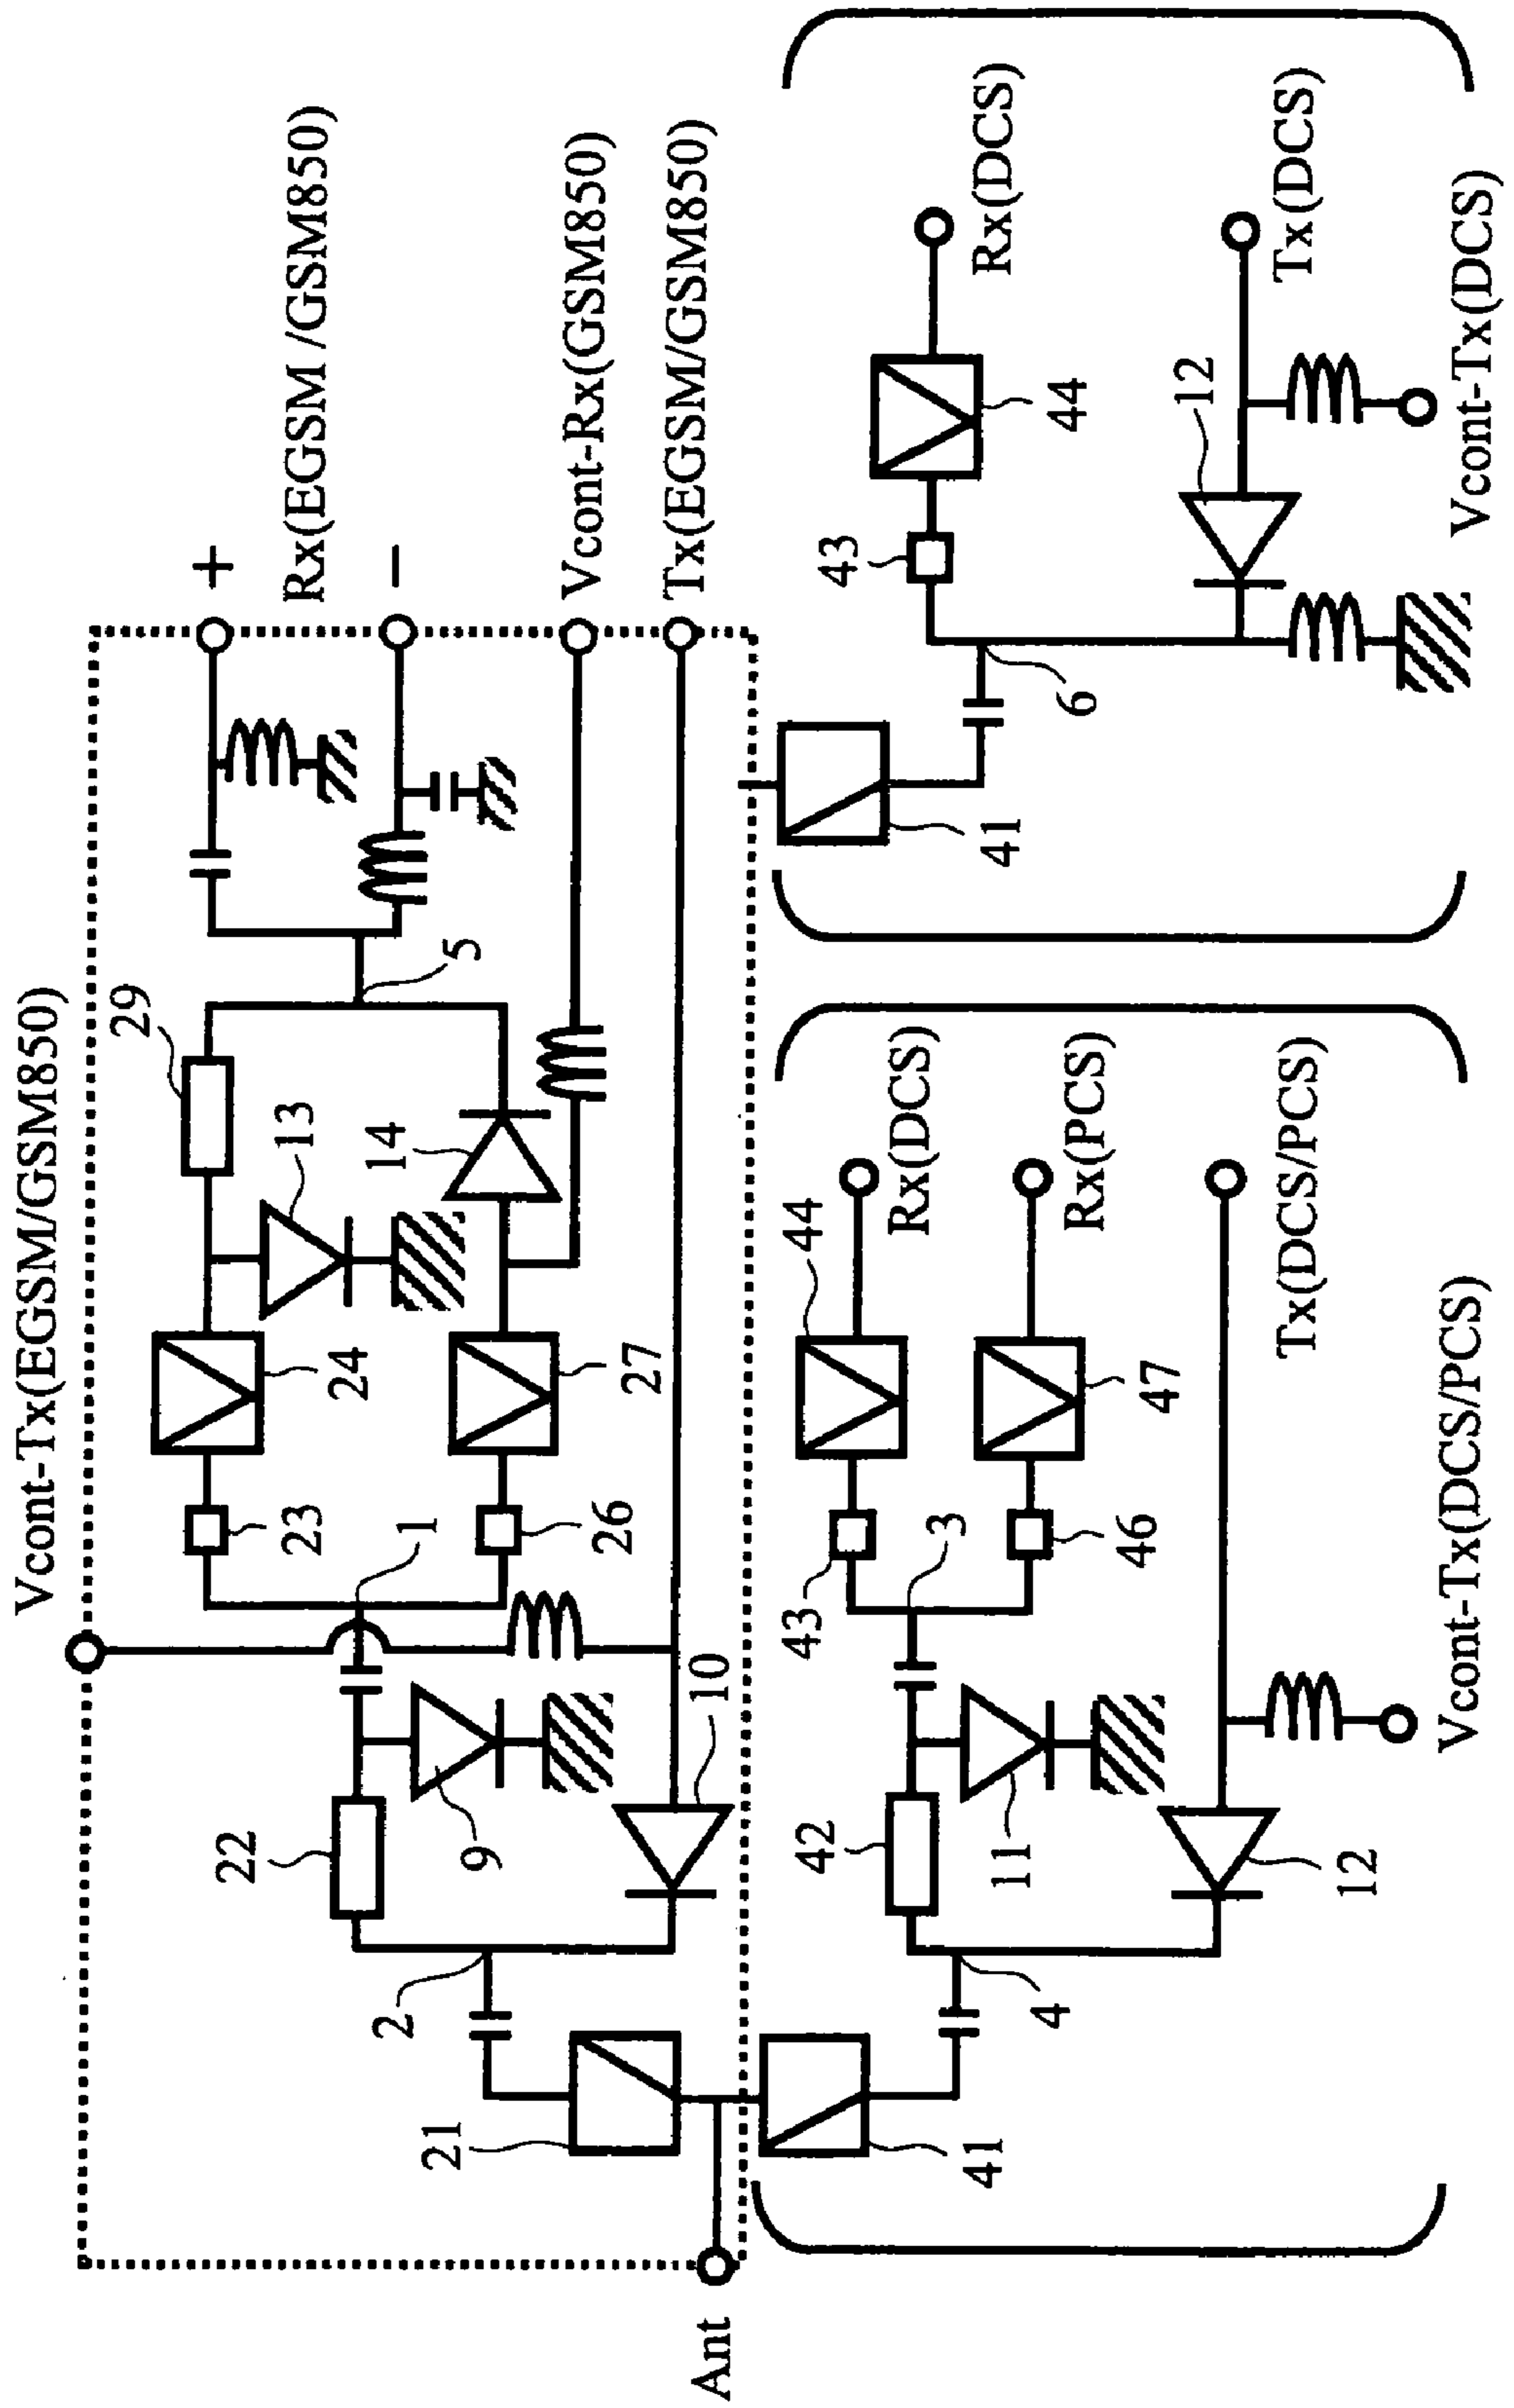 Vcont-Tx(EGSM/GSM850)
29
+
Rx(EGSM /GSM850)
−
23
24
13
5
1
14
22
9
26
27
Vcont-Rx(GSM850)
2
10
Tx(EGSM/GSM850)
21
Ant
41
43
44
Rx(DCS)
42
3
4
11
46
47
Rx(PCS)
12
Tx(DCS/PCS)
Vcont-Tx(DCS/PCS)
41
43
44
Rx(DCS)
6
12
Tx(DCS)
Vcont-Tx(DCS)